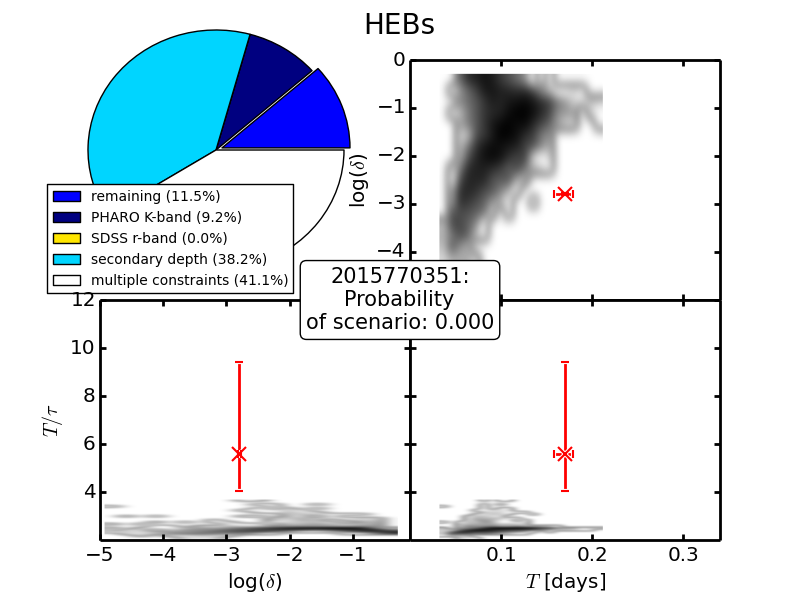 HEBs
remaining (11.5%)
PHARO K-band (9.2%)
SDSS r-band (0.0%)
secondary depth (38.2%)
multiple constraints (41.1%)
0
−1
−2
−3
−4
log(δ)
2015770351:
Probability
of scenario: 0.000
12
10
8
6
4
T/τ
−5 −4 −3 −2 −1
log(δ)
0.1 0.2 0.3
T [days]